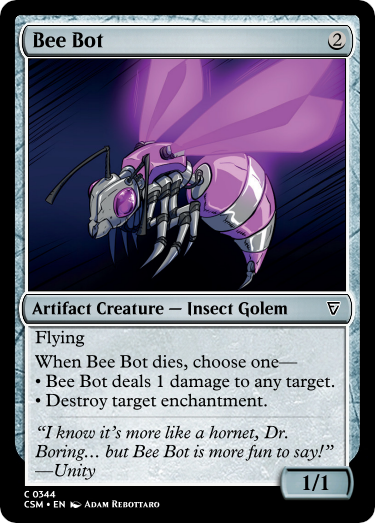 Bee Bot 2
Artifact Creature — Insect Golem
Flying
When Bee Bot dies, choose one—
• Bee Bot deals 1 damage to any target.
• Destroy target enchantment.
“I know it’s more like a hornet, Dr.
Boring… but Bee Bot is more fun to say!”
—Unity
1/1
C 0344
CSM • EN Adam Rebottaro